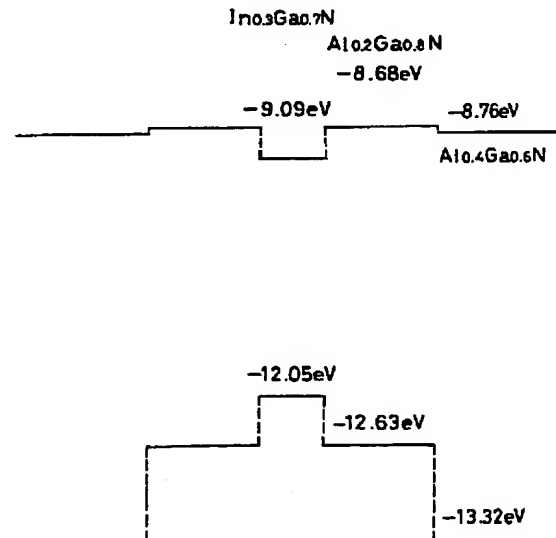 In0.3Ga0.7N
Al0.2Ga0.8N
-8.68eV
-9.09eV
-8.76eV
Al0.4Ga0.6N
-12.05eV
-12.63eV
-13.32eV